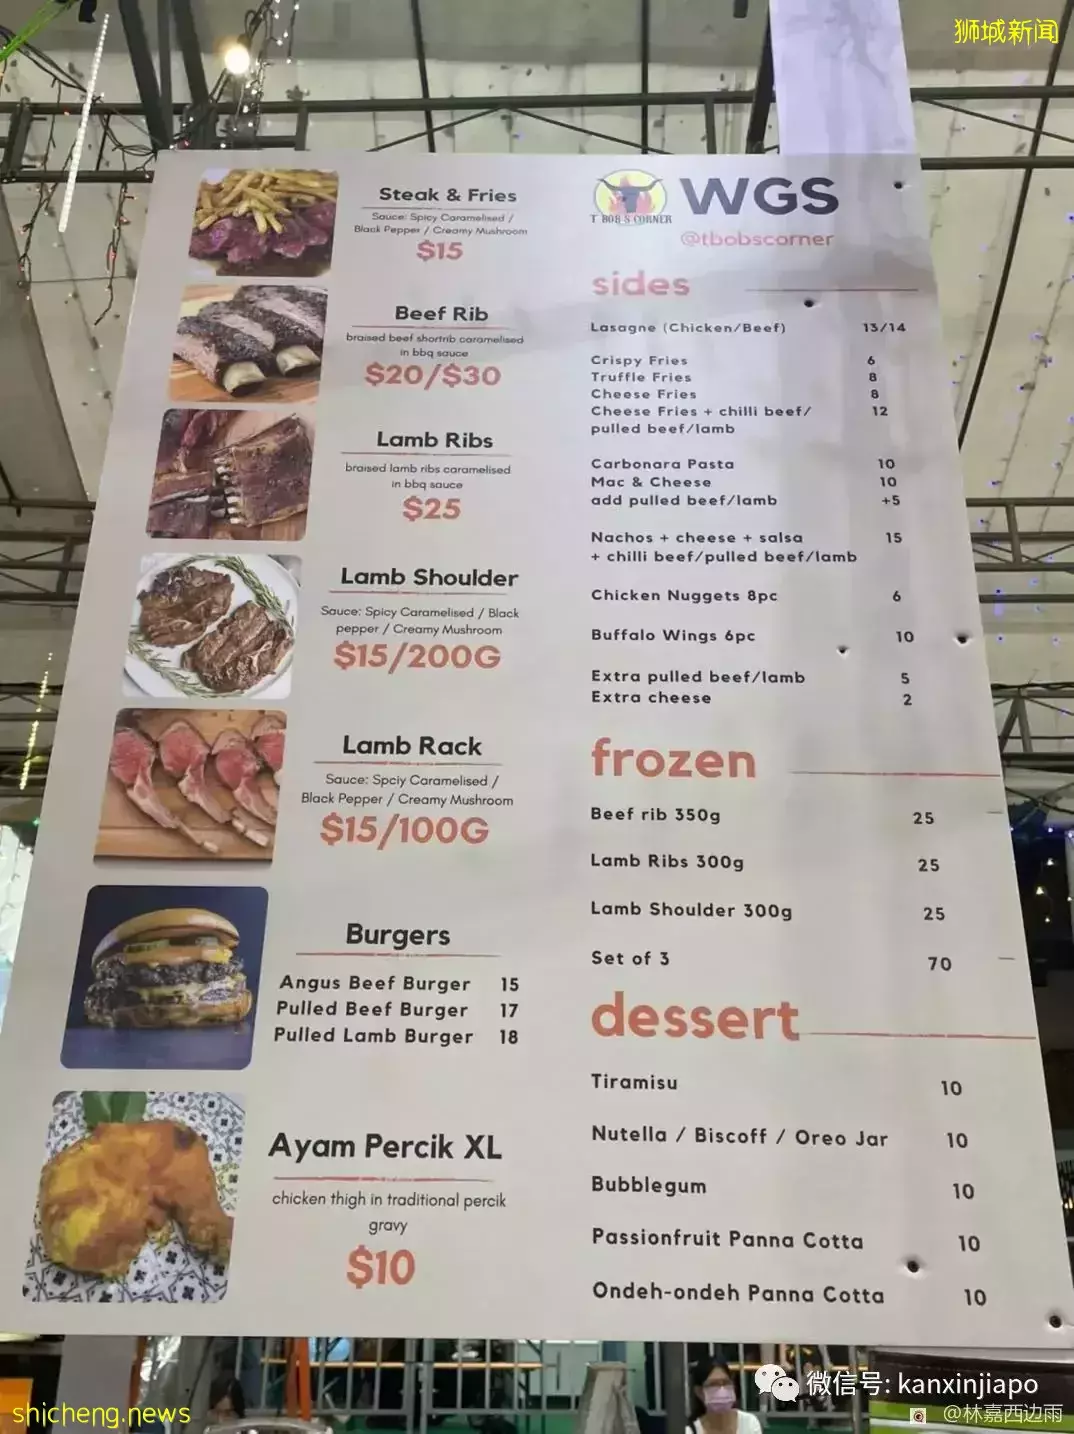 狮城新闻
Steak & Fries
Sauce: Spicy Caramelised /
Black Pepper / Creamy Mushroom
$15
Beef Rib
braised beef shortrib caramelised
in bbq sauce
$20/$30
Lamb Ribs
braised lamb ribs caramelised
in bbq sauce
$25
Lamb Shoulder
Sauce: Spicy Caramelised / Black
pepper / Creamy Mushroom
$15/200G
Lamb Rack
Sauce: Spciy Caramelised /
Black Pepper / Creamy Mushroom
$15/100G
Burgers
Angus Beef Burger 15
Pulled Beef Burger 17
Pulled Lamb Burger 18
Ayam Percik XL
chicken thigh in traditional percik
gravy
$10
T BOB'S CORNER
WGS
@tbobscorner
sides
Lasagne (Chicken/Beef) 13/14
Crispy Fries 6
Truffle Fries 8
Cheese Fries 8
Cheese Fries + chilli beef/ 12
pulled beef/lamb
Carbonara Pasta 10
Mac & Cheese 10
add pulled beef/lamb +5
Nachos + cheese + salsa 15
+ chilli beef/pulled beef/lamb
Chicken Nuggets 8pc 6
Buffalo Wings 6pc 10
Extra pulled beef/lamb 5
Extra cheese 2
frozen
Beef rib 350g 25
Lamb Ribs 300g 25
Lamb Shoulder 300g 25
Set of 3 70
dessert
Tiramisu 10
Nutella / Biscoff / Oreo Jar 10
Bubblegum 10
Passionfruit Panna Cotta 10
Ondeh-ondeh Panna Cotta 10
微信号: kanxinjiapo
shicheng.news
@林嘉西边雨